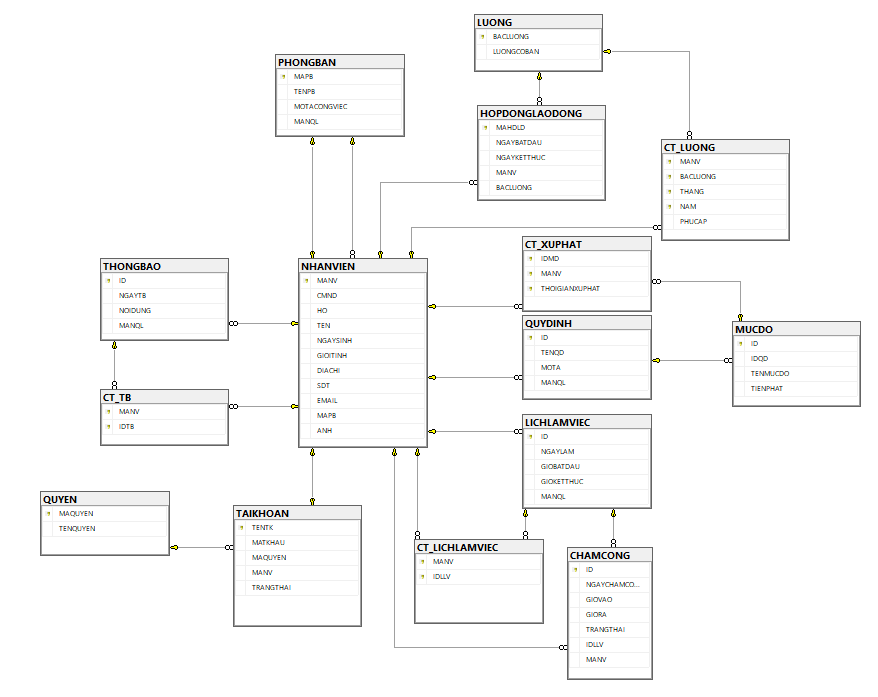 LUONG
BACLUONG
LUONGCOBAN
PHONGBAN
MAPB
TENPB
MOTACONGVIEC
MANQL
HOPDONGLAODONG
MAHDLD
NGAYBATDAU
NGAYKETTHUC
MANV
BACLUONG
CT_LUONG
MANV
BACLUONG
THANG
NAM
PHUCAP
THONGBAO
ID
NGAYTB
NOIDUNG
MANQL
NHANVIEN
MANV
CMND
HO
TEN
NGAYSINH
GIOITINH
DIACHI
SDT
EMAIL
MAPB
ANH
CT_XUPHAT
IDMD
MANV
THOIGIANXUPHAT
QUYDINH
ID
TENQD
MOTA
MANQL
MUCDO
ID
IDQD
TENMUCDO
TIENPHAT
CT_TB
MANV
IDTB
LICHLAMVIEC
ID
NGAYLAM
GIOBATDAU
GIOKETTHUC
MANQL
QUYEN
MAQUYEN
TENQUYEN
TAIKHOAN
TENTK
MATKHAU
MAQUYEN
MANV
TRANGTHAI
CT_LICHLAMVIEC
MANV
IDLLV
CHAMCONG
ID
NGAYCHAMCO...
GIOVAO
GIORA
TRANGTHAI
IDLLV
MANV